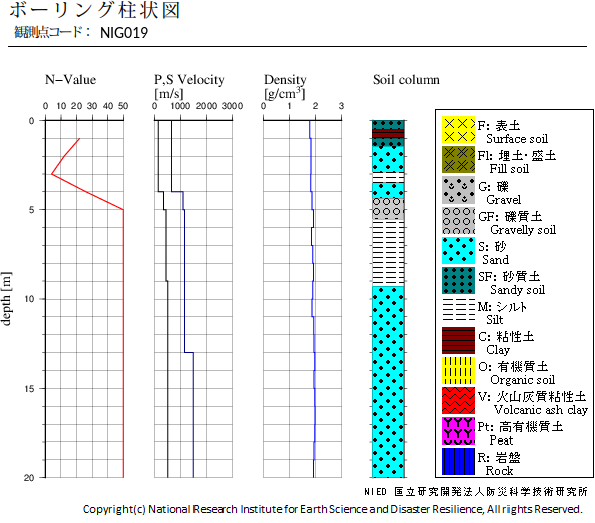 ボーリング柱状図
観測点コード： NIG019
N−Value
P,S Velocity
[m/s]
Density
[g/cm3]
Soil column
0 10 20 30 40 50
0 1000 2000 3000
0 1 2 3
0
5
10
15
20
depth [m]
F: 表土
Surface soil
Fl: 埋土・盛土
Fill soil
G: 礫
Gravel
GF: 礫質土
Gravelly soil
S: 砂
Sand
SF: 砂質土
Sandy soil
M: シルト
Silt
C: 粘性土
Clay
O: 有機質土
Organic soil
V: 火山灰質粘性土
Volcanic ash clay
Pt: 高有機質土
Peat
R: 岩盤
Rock
NIED 国立研究開発法人防災科学技術研究所
Copyright(c) National Research Institute for Earth Science and Disaster Resilience, All rights Reserved.